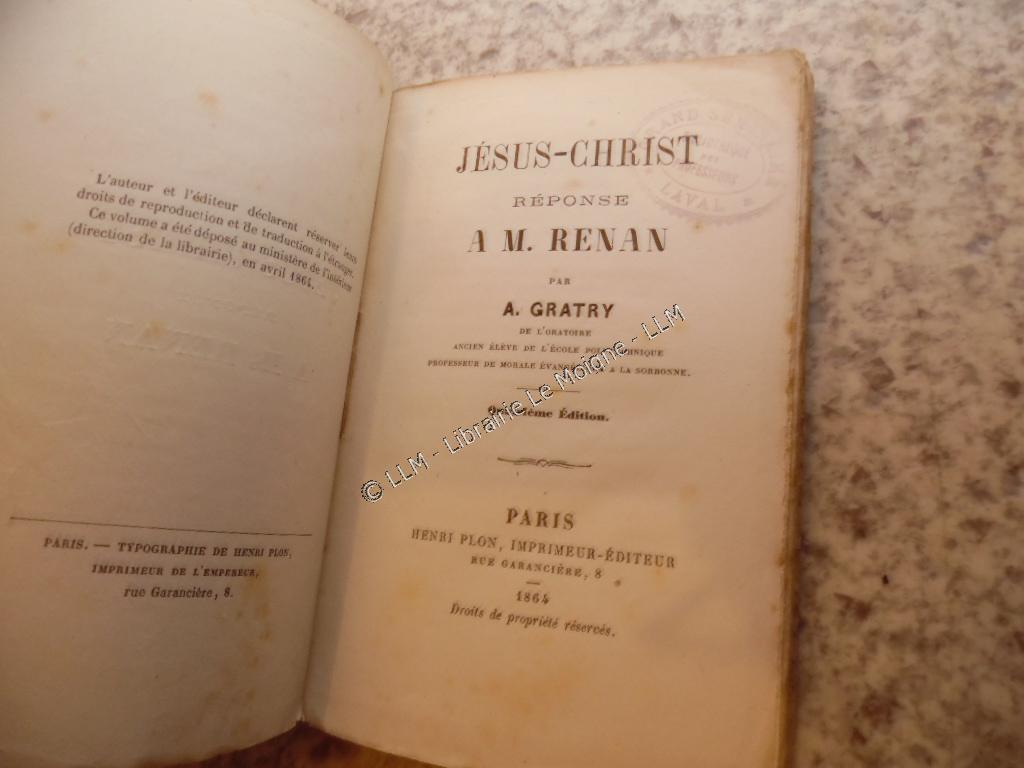 L'auteur et l'éditeur déclarent réserver leurs
droits de reproduction et de traduction à l'étranger.
Ce volume a été déposé au ministère de l'intérieur
(direction de la librairie), en avril 1864.
PARIS. — TYPOGRAPHIE DE HENRI PLON,
IMPRIMEUR DE L'EMPEREUR,
rue Garancière, 8.
JÉSUS-CHRIST
RÉPONSE
A M. RENAN
PAR
A. GRATRY
DE L'ORATOIRE
ANCIEN ÉLÈVE DE L'ÉCOLE POLYTECHNIQUE
PROFESSEUR DE MORALE ÉVANGÉLIQUE A LA SORBONNE.
Édition.
PARIS
HENRI PLON, IMPRIMEUR-ÉDITEUR
RUE GARANCIÈRE, 8
1864
Droits de propriété réservés.
GRAND SÉMINAIRE
PROFESSEURS
LAVAL
© LLM - Librairie Le Moigne - LLM